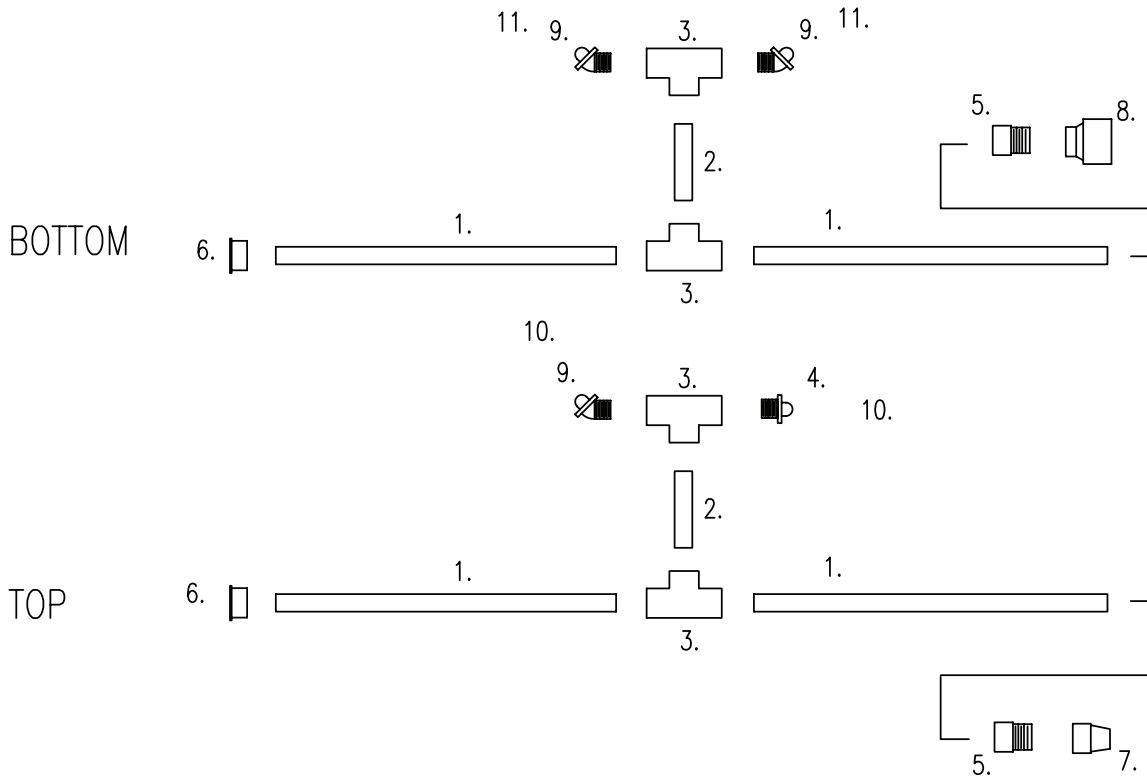 11. 9. 3. 9. 11.
5. 8.
2.
1. 1.
BOTTOM 6.
3.
10.
9. 3. 4. 10.
2.
1. 1.
TOP 6.
3.
5. 7.